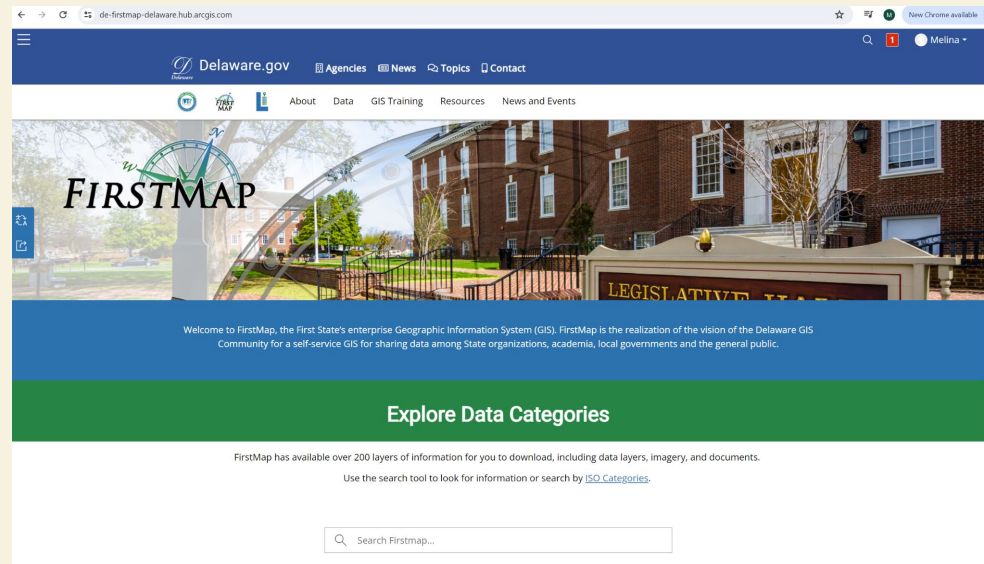 de-firstmap-delaware.hub.arcgis.com
M
New Chrome available
1
Melina
Delaware
Delaware.gov
Agencies
News
Topics
Contact
FIRST MAP
About
Data
GIS Training
Resources
News and Events
N
W
FIRSTMAP
LEGISLATIVE HALL
Welcome to FirstMap, the First State's enterprise Geographic Information System (GIS). FirstMap is the realization of the vision of the Delaware GIS
Community for a self-service GIS for sharing data among State organizations, academia, local governments and the general public.
Explore Data Categories
FirstMap has available over 200 layers of information for you to download, including data layers, imagery, and documents.
Use the search tool to look for information or search by ISO Categories.
Search Firstmap...